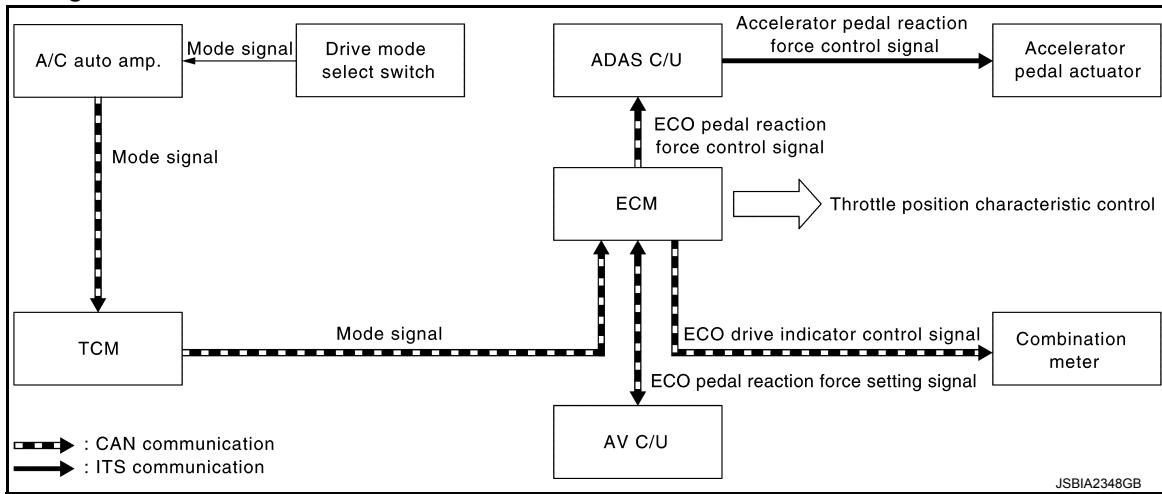 A/C auto amp.
Mode signal
Drive mode
select switch
ADAS C/U
Accelerator pedal reaction
force control signal
Accelerator
pedal actuator
Mode signal
ECO pedal reaction
force control signal
ECM
Throttle position characteristic control
TCM
Mode signal
ECO drive indicator control signal
Combination
meter
ECO pedal reaction force setting signal
AV C/U
: CAN communication
: ITS communication
JSBIA2348GB